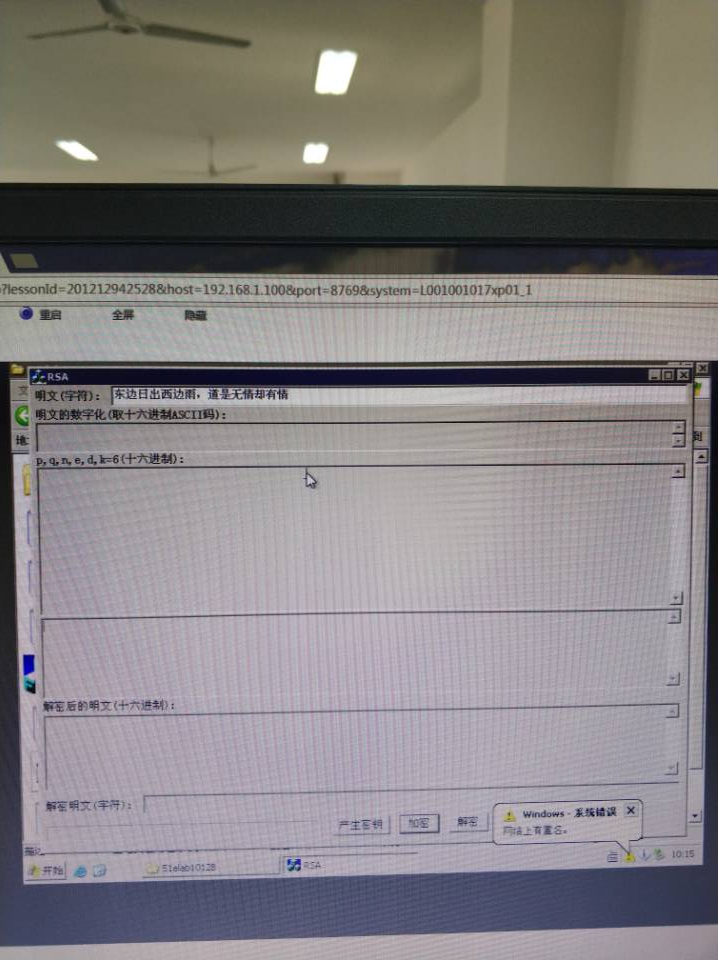 ?lessonId=201212942528&host=192.168.1.100&port=8769&system=L001001017xp01_1
重启 全屏 隐藏
RSA
明文(字符): 东边日出西边雨，道是无情却有情
明文的数字化(取十六进制ASCII码):
p,q,n,e,d,k=6(十六进制):
解密后的明文(十六进制):
解密明文(字符):
产生密钥 加密 解密
Windows - 系统错误
网络上有重名。
开始 51elab10128 RSA 10:15